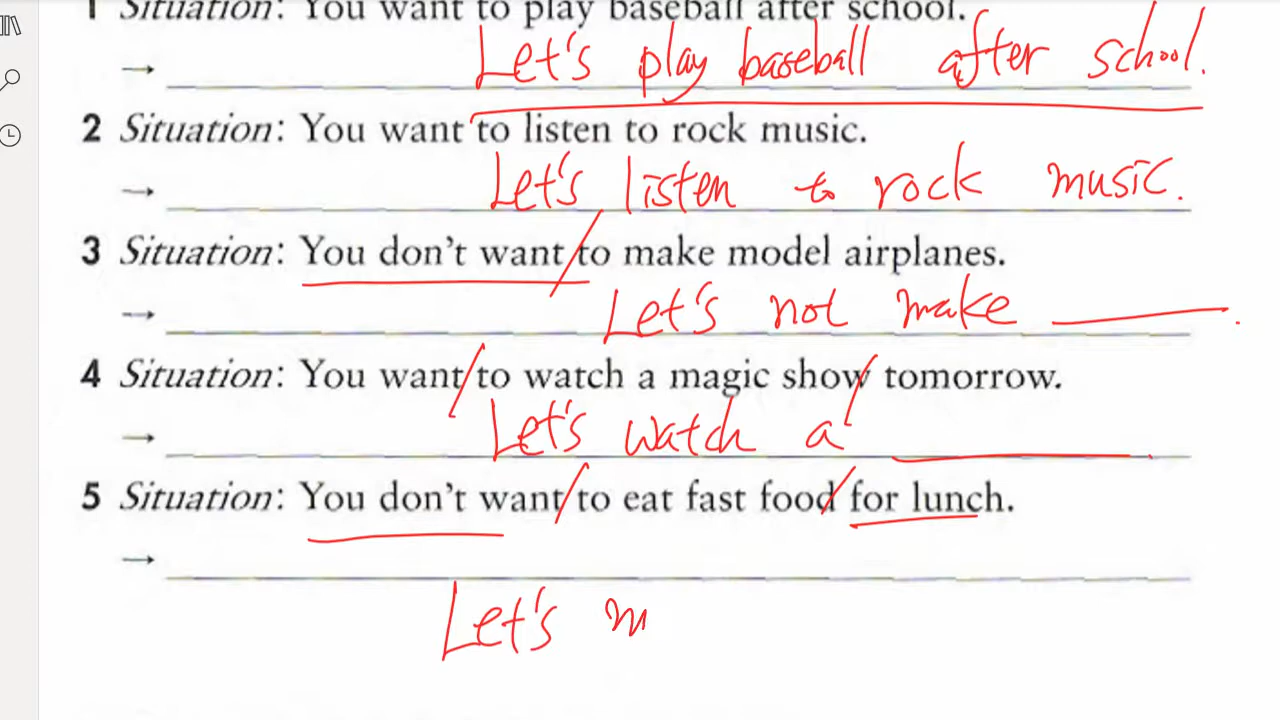 1 Situation: You want to play baseball after school.
→ Let's play baseball after school.
2 Situation: You want to listen to rock music.
→ Let's listen to rock music.
3 Situation: You don't want to make model airplanes.
→ Let's not make
4 Situation: You want to watch a magic show tomorrow.
→ Let's watch a
5 Situation: You don't want to eat fast food for lunch.
→
Let's